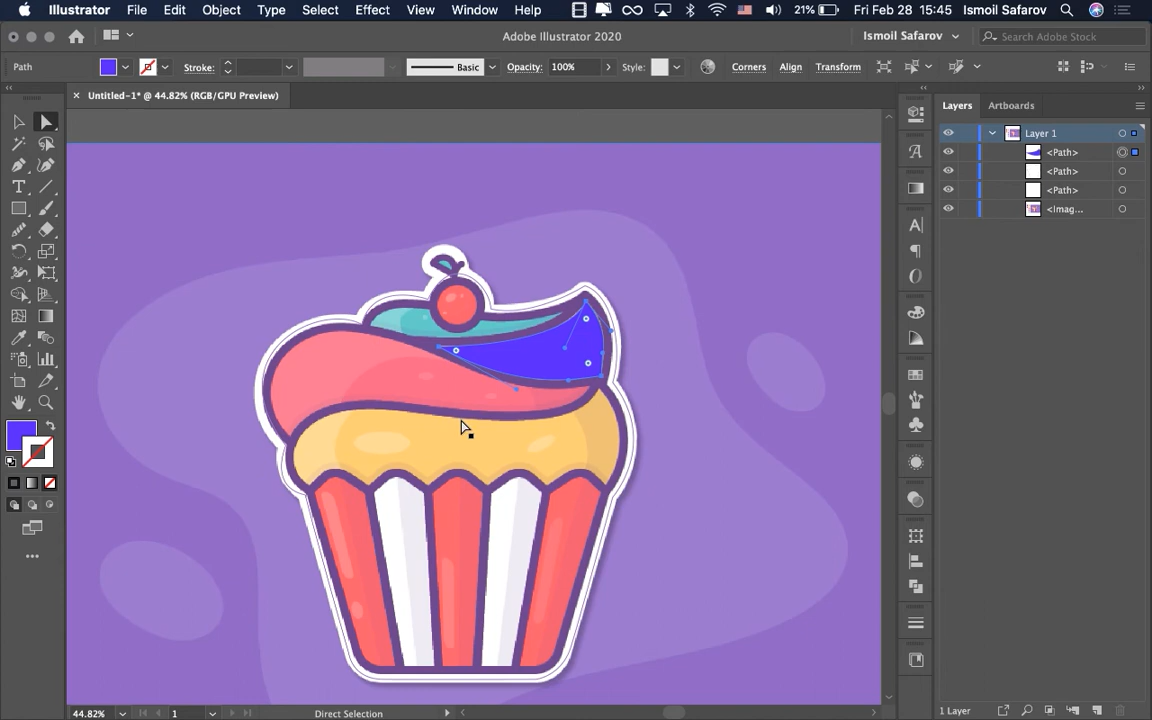 Illustrator File Edit Object Type Select Effect View Window Help 21% Fri Feb 28 15:45 Ismoil Safarov
Adobe Illustrator 2020 Ismoil Safarov Search Adobe Stock
Path Stroke: Basic Opacity: 100% Style: Corners Align Transform
× Untitled-1* @ 44.82% (RGB/GPU Preview)
Layers Artboards
Layer 1
<Path>
<Path>
<Path>
<Imag...
44.82% 1 Direct Selection 1 Layer